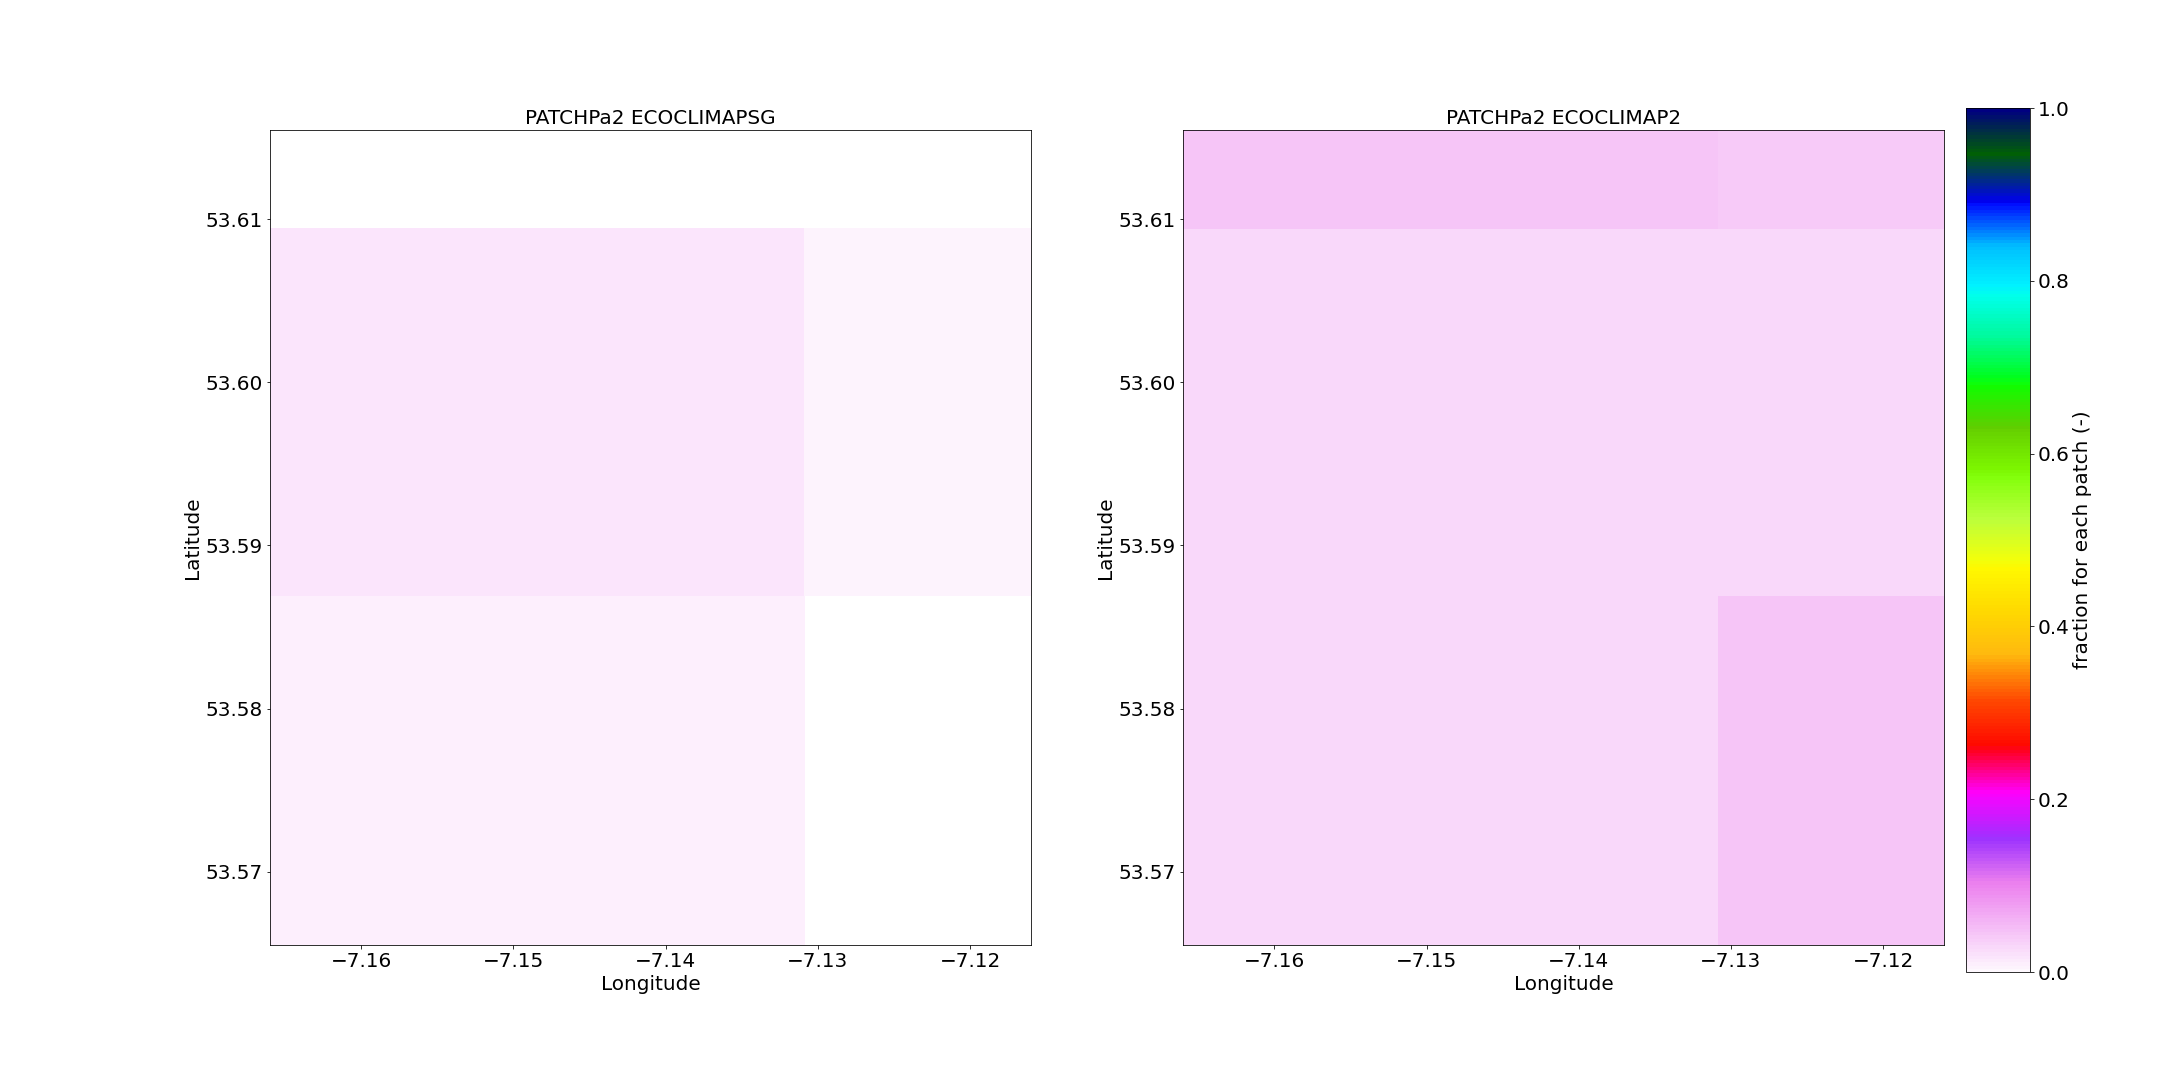 PATCHPa2 ECOCLIMAPSG
53.61
53.60
53.59
53.58
53.57
Latitude
−7.16 −7.15 −7.14 −7.13 −7.12
Longitude
PATCHPa2 ECOCLIMAP2
53.61
53.60
53.59
53.58
53.57
Latitude
−7.16 −7.15 −7.14 −7.13 −7.12
Longitude
1.0
0.8
0.6
0.4
0.2
0.0
fraction for each patch (-)